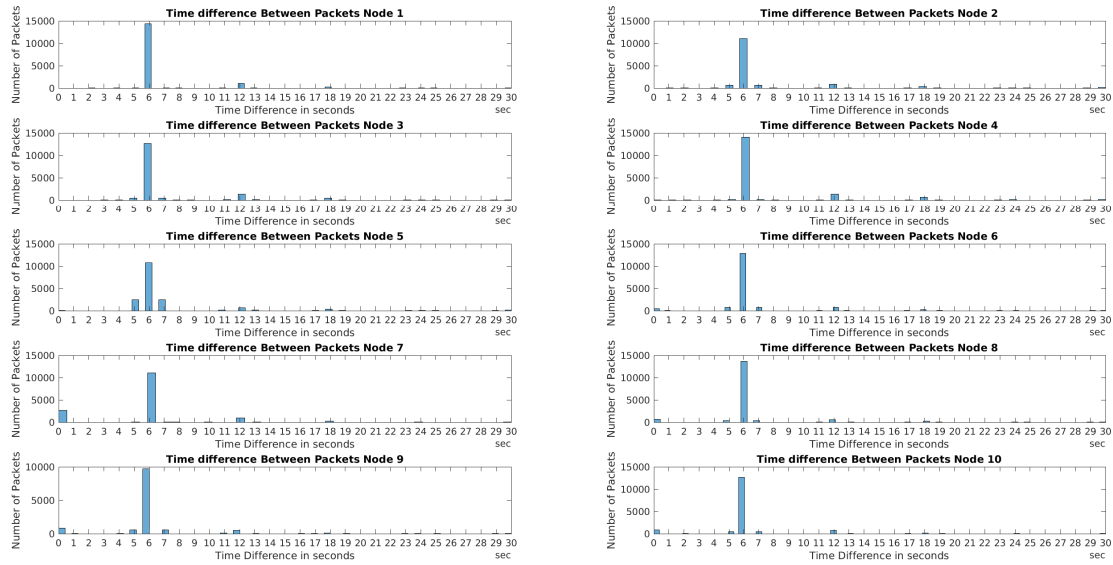 Time difference Between Packets Node 1
Number of Packets
15000
10000
5000
0
0 1 2 3 4 5 6 7 8 9 10 11 12 13 14 15 16 17 18 19 20 21 22 23 24 25 26 27 28 29 30
Time Difference in seconds
sec
Time difference Between Packets Node 2
Number of Packets
15000
10000
5000
0
0 1 2 3 4 5 6 7 8 9 10 11 12 13 14 15 16 17 18 19 20 21 22 23 24 25 26 27 28 29 30
Time Difference in seconds
sec
Time difference Between Packets Node 3
Number of Packets
15000
10000
5000
0
0 1 2 3 4 5 6 7 8 9 10 11 12 13 14 15 16 17 18 19 20 21 22 23 24 25 26 27 28 29 30
Time Difference in seconds
sec
Time difference Between Packets Node 4
Number of Packets
15000
10000
5000
0
0 1 2 3 4 5 6 7 8 9 10 11 12 13 14 15 16 17 18 19 20 21 22 23 24 25 26 27 28 29 30
Time Difference in seconds
sec
Time difference Between Packets Node 5
Number of Packets
15000
10000
5000
0
0 1 2 3 4 5 6 7 8 9 10 11 12 13 14 15 16 17 18 19 20 21 22 23 24 25 26 27 28 29 30
Time Difference in seconds
sec
Time difference Between Packets Node 6
Number of Packets
15000
10000
5000
0
0 1 2 3 4 5 6 7 8 9 10 11 12 13 14 15 16 17 18 19 20 21 22 23 24 25 26 27 28 29 30
Time Difference in seconds
sec
Time difference Between Packets Node 7
Number of Packets
15000
10000
5000
0
0 1 2 3 4 5 6 7 8 9 10 11 12 13 14 15 16 17 18 19 20 21 22 23 24 25 26 27 28 29 30
Time Difference in seconds
sec
Time difference Between Packets Node 8
Number of Packets
15000
10000
5000
0
0 1 2 3 4 5 6 7 8 9 10 11 12 13 14 15 16 17 18 19 20 21 22 23 24 25 26 27 28 29 30
Time Difference in seconds
sec
Time difference Between Packets Node 9
Number of Packets
10000
5000
0
0 1 2 3 4 5 6 7 8 9 10 11 12 13 14 15 16 17 18 19 20 21 22 23 24 25 26 27 28 29 30
Time Difference in seconds
sec
Time difference Between Packets Node 10
Number of Packets
15000
10000
5000
0
0 1 2 3 4 5 6 7 8 9 10 11 12 13 14 15 16 17 18 19 20 21 22 23 24 25 26 27 28 29 30
Time Difference in seconds
sec